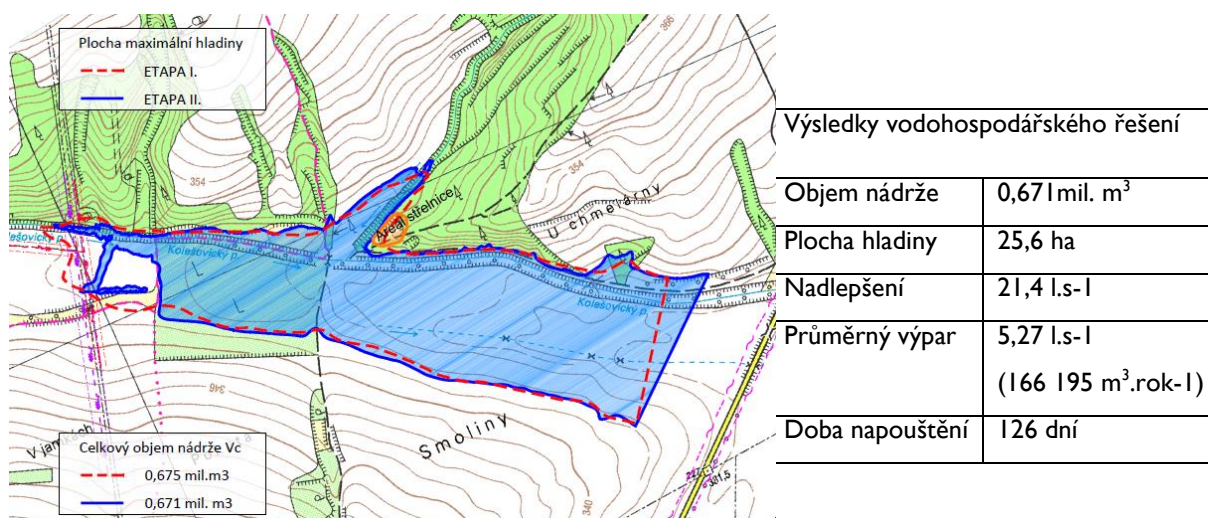 Plocha maximální hladiny
ETAPA I.
ETAPA II.
366
354
354
Areál střelnice
U chmelárny
Kolešovický p.
Kolešovický p.
346
Smoliny
V jamkách
340
Celkový objem nádrže Vc
0,675 mil.m3
0,671 mil. m3
Výsledky vodohospodářského řešení
Objem nádrže 0,671mil. m³
Plocha hladiny 25,6 ha
Nadlepšení 21,4 l.s-1
Průměrný výpar 5,27 l.s-1
(166 195 m³.rok-1)
Doba napouštění 126 dní